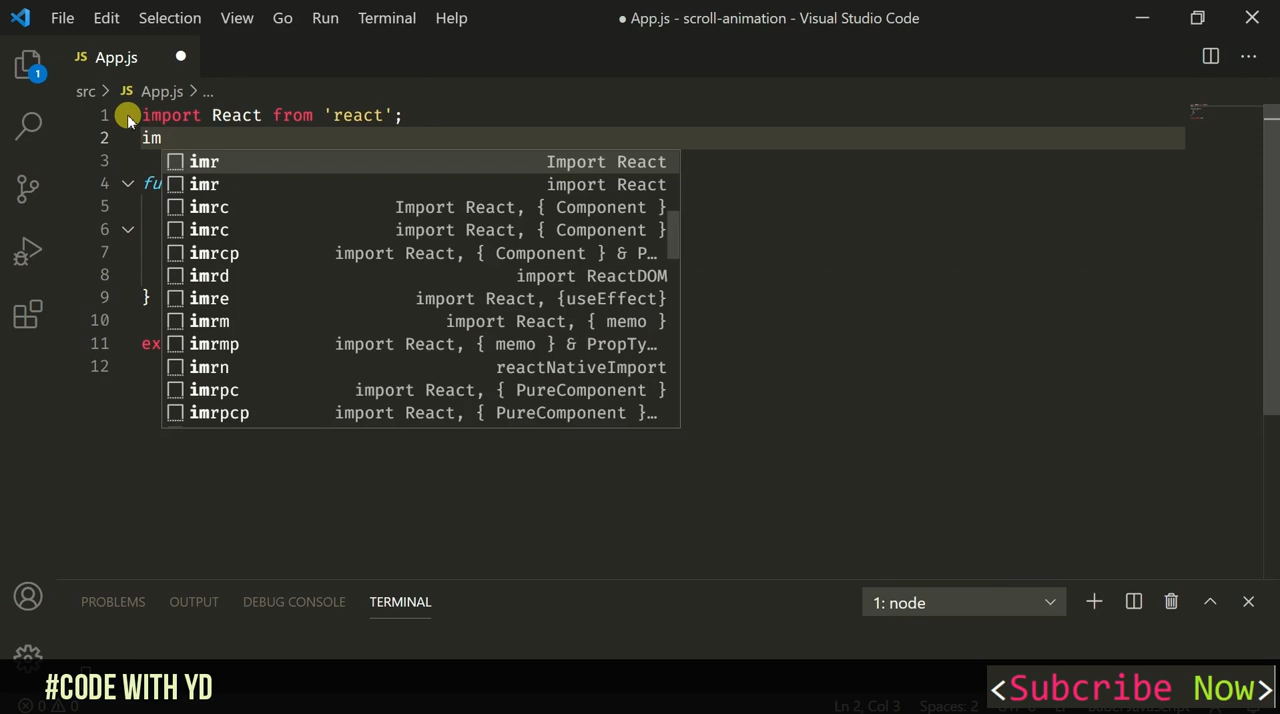 File Edit Selection View Go Run Terminal Help
● App.js - scroll-animation - Visual Studio Code
1
JS App.js
src > JS App.js > ...
1 import React from 'react';
2 im
3
imr Import React
4 fu
imr import React
5
imrc Import React, { Component }
6
imrc import React, { Component }
7
imrcp import React, { Component } & P...
8
imrd import ReactDOM
9 }
imre import React, {useEffect}
10
imrm import React, { memo }
11 ex
imrmp import React, { memo } & PropTy...
12
imrn reactNativeImport
imrpc import React, { PureComponent }
imrpcp import React, { PureComponent }...
PROBLEMS OUTPUT DEBUG CONSOLE TERMINAL 1: node
#CODE WITH YD
<Subcribe Now>
0 0 Ln 2, Col 3 Spaces: 2